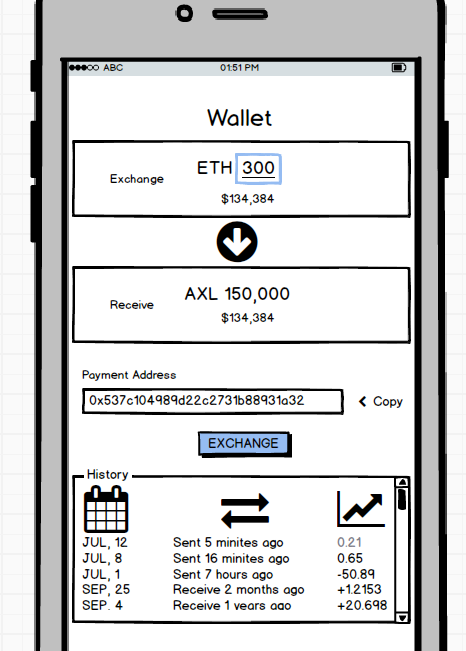 ABC 01:51 PM
Wallet
Exchange ETH 300
$134,384
Receive AXL 150,000
$134,384
Payment Address
0x537c104989d22c2731b88931a32 Copy
EXCHANGE
History
JUL, 12 Sent 5 minites ago 0.21
JUL, 8 Sent 16 minites ago 0.65
JUL, 1 Sent 7 hours ago -50.89
SEP, 25 Receive 2 months ago +1.2153
SEP. 4 Receive 1 years ago +20.698